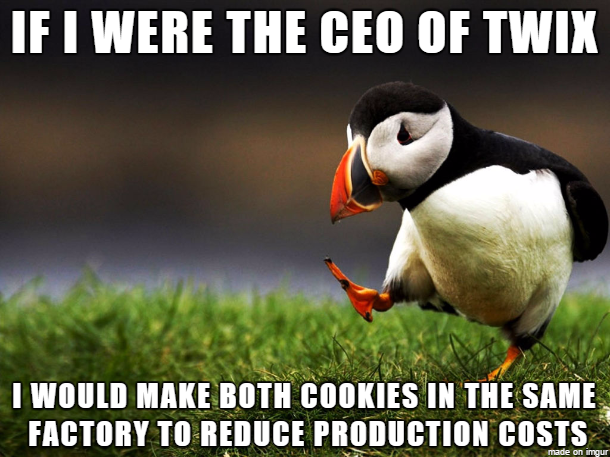 IF I WERE THE CEO OF TWIX
I WOULD MAKE BOTH COOKIES IN THE SAME
FACTORY TO REDUCE PRODUCTION COSTS
made on imgur